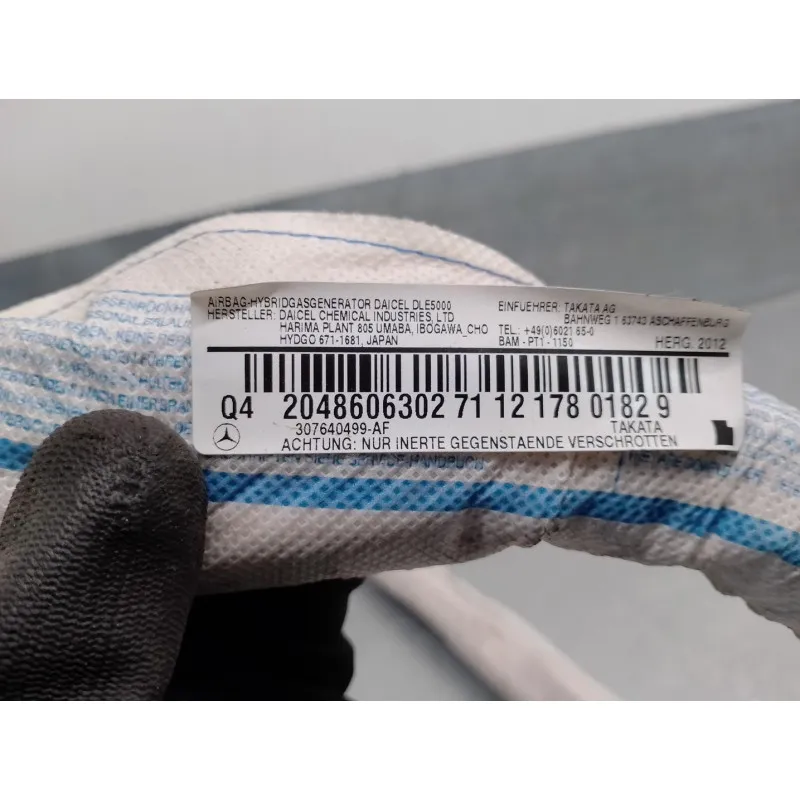 AIRBAG-HYBRIDGASGENERATOR DAICEL DLE5000
HERSTELLER: DAICEL CHEMICAL INDUSTRIES, LTD
HARIMA PLANT 805 UMABA, IBOGAWA_CHO
HYDGO 671-1681, JAPAN
EINFUEHRER: TAKATA AG
BAHNWEG 1 63743 ASCHAFFENBURG
TEL.: +49(0)6021 65-0
BAM - PT1 - 1150
HERG. 2012
Q4 2048606302 71 12 178 0182 9
307640499-AF
TAKATA
ACHTUNG: NUR INERTE GEGENSTAENDE VERSCHROTTEN
HANDBUCH